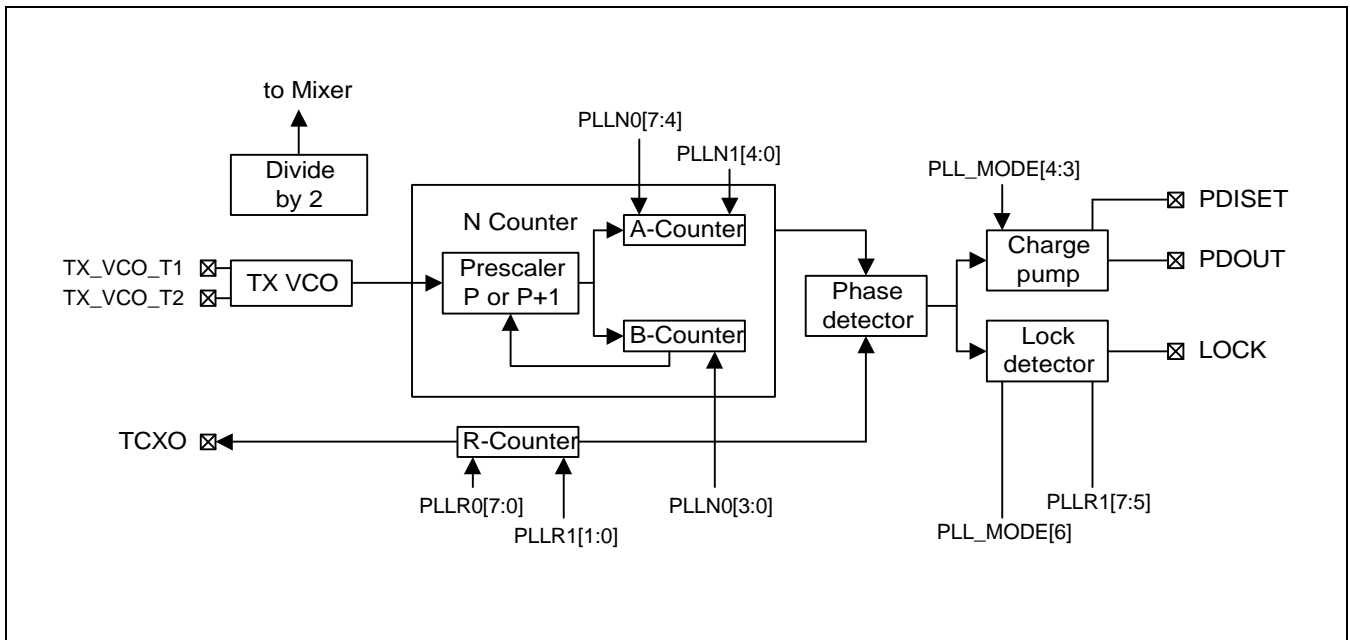 to Mixer
Divide
by 2
PLLN0[7:4]
PLLN1[4:0]
PLL_MODE[4:3]
N Counter
A-Counter
PDISET
TX_VCO_T1
TX_VCO_T2
TX VCO
Prescaler
P or P+1
Charge
pump
PDOUT
Phase
detector
B-Counter
Lock
detector
LOCK
TCXO
R-Counter
PLLR0[7:0]
PLLR1[1:0]
PLLN0[3:0]
PLLR1[7:5]
PLL_MODE[6]